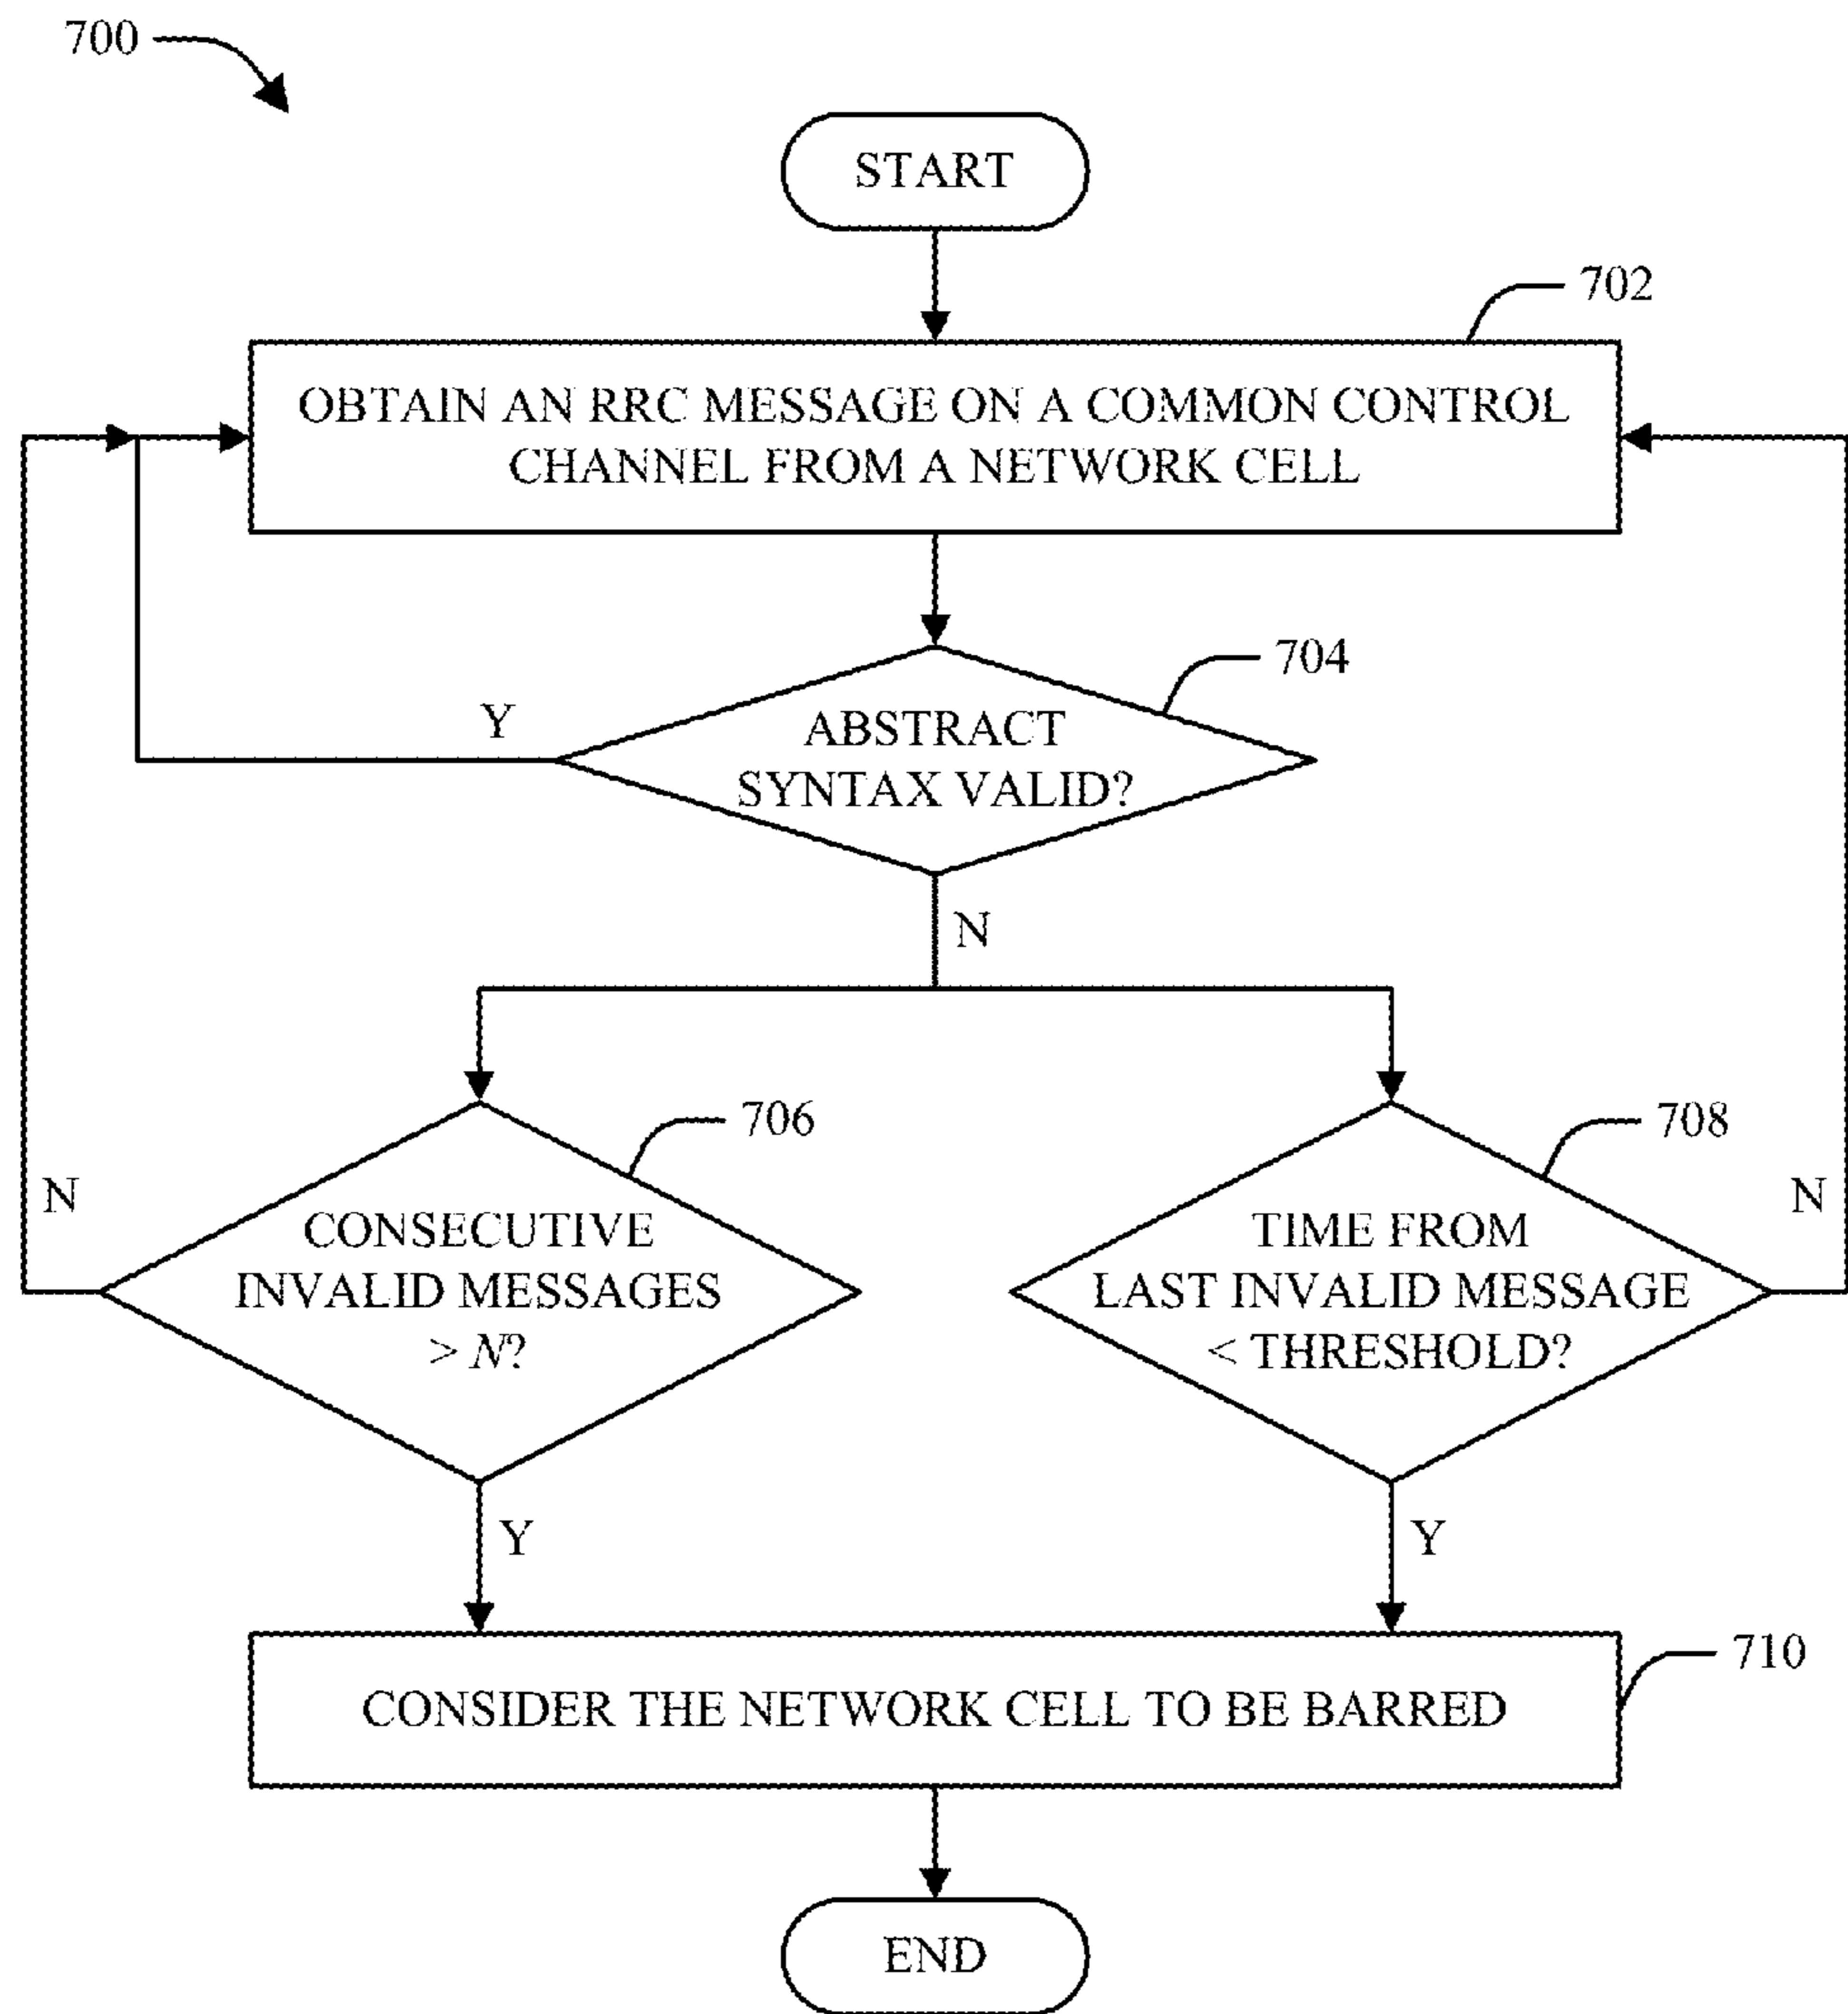 700
START
702
OBTAIN AN RRC MESSAGE ON A COMMON CONTROL
CHANNEL FROM A NETWORK CELL
704
Y
ABSTRACT
SYNTAX VALID?
N
706
708
N
CONSECUTIVE
INVALID MESSAGES
> N?
TIME FROM
LAST INVALID MESSAGE
< THRESHOLD?
N
Y
Y
710
CONSIDER THE NETWORK CELL TO BE BARRED
END